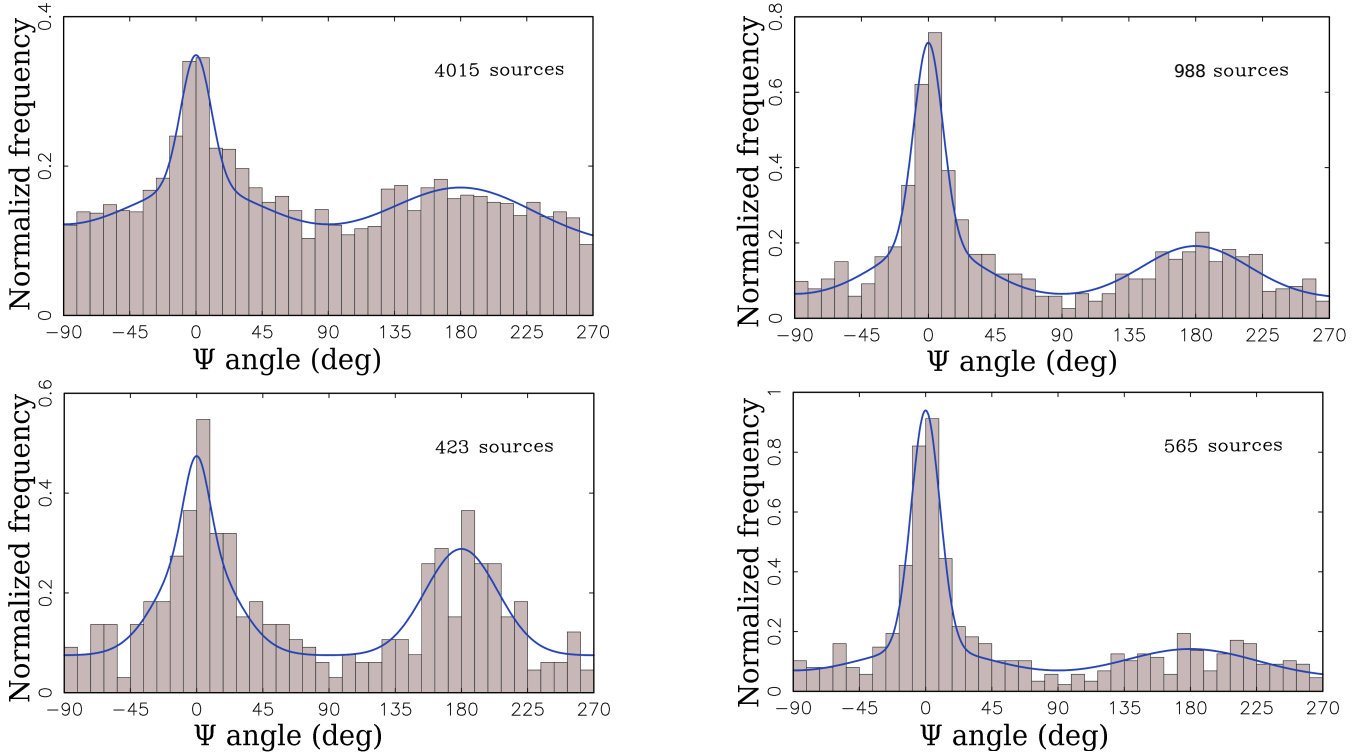 Normalizd frequency
0 0.2 0.4
4015 sources
−90 −45 0 45 90 135 180 225 270
Ψ angle (deg)
Normalized frequency
0 0.2 0.4 0.6 0.8
988 sources
−90 −45 0 45 90 135 180 225 270
Ψ angle (deg)
Normalized frequency
0 0.2 0.4 0.6
423 sources
−90 −45 0 45 90 135 180 225 270
Ψ angle (deg)
Normalized frequency
0 0.2 0.4 0.6 0.8 1
565 sources
−90 −45 0 45 90 135 180 225 270
Ψ angle (deg)